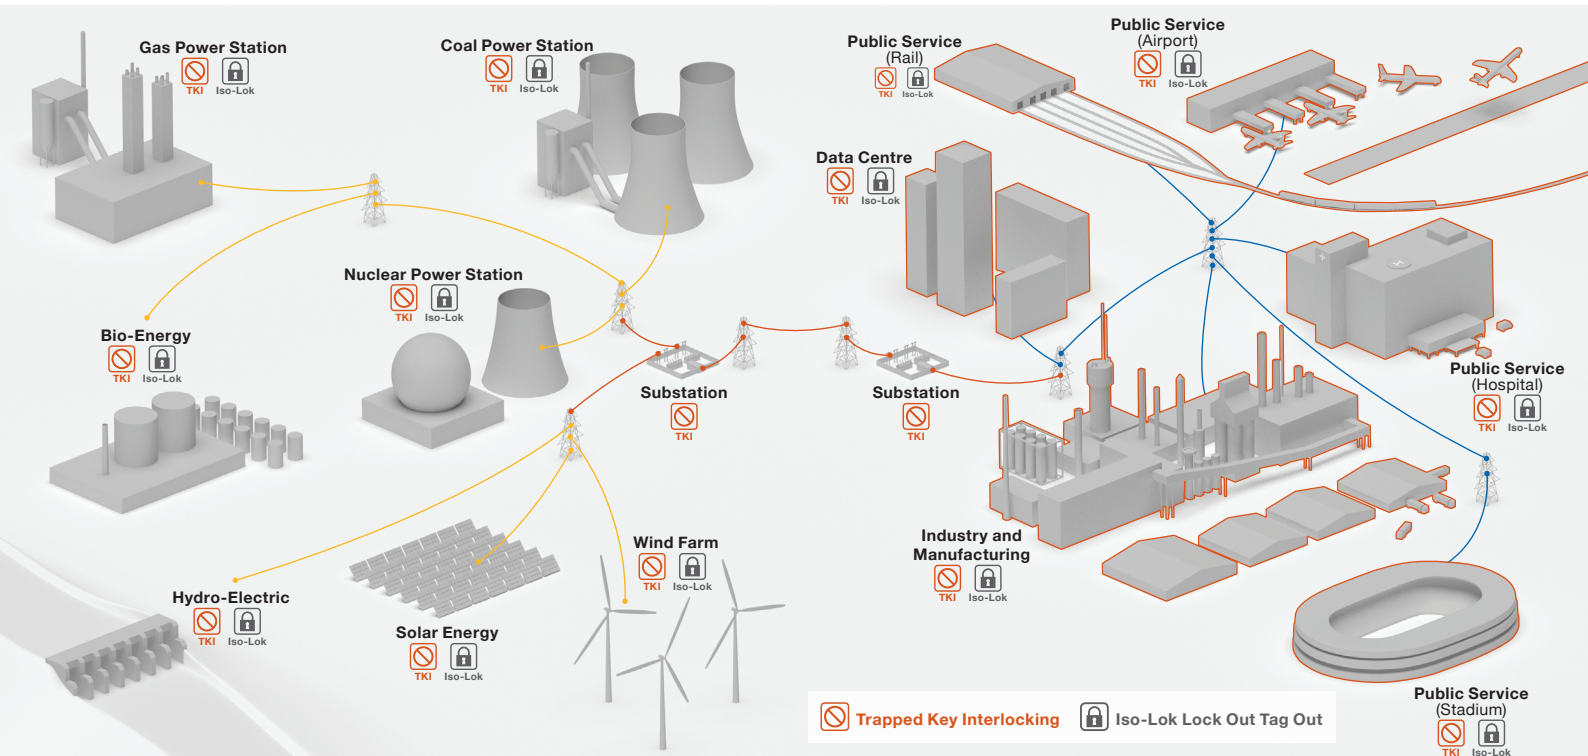 Gas Power Station
TKI Iso-Lok
Coal Power Station
TKI Iso-Lok
Public Service
(Rail)
TKI Iso-Lok
Public Service
(Airport)
TKI Iso-Lok
Data Centre
TKI Iso-Lok
Nuclear Power Station
TKI Iso-Lok
Bio-Energy
TKI Iso-Lok
Substation
TKI
Substation
TKI
H
Public Service
(Hospital)
TKI Iso-Lok
Industry and
Manufacturing
TKI Iso-Lok
Wind Farm
TKI Iso-Lok
Hydro-Electric
TKI Iso-Lok
Solar Energy
TKI Iso-Lok
Public Service
(Stadium)
TKI Iso-Lok
Trapped Key Interlocking Iso-Lok Lock Out Tag Out